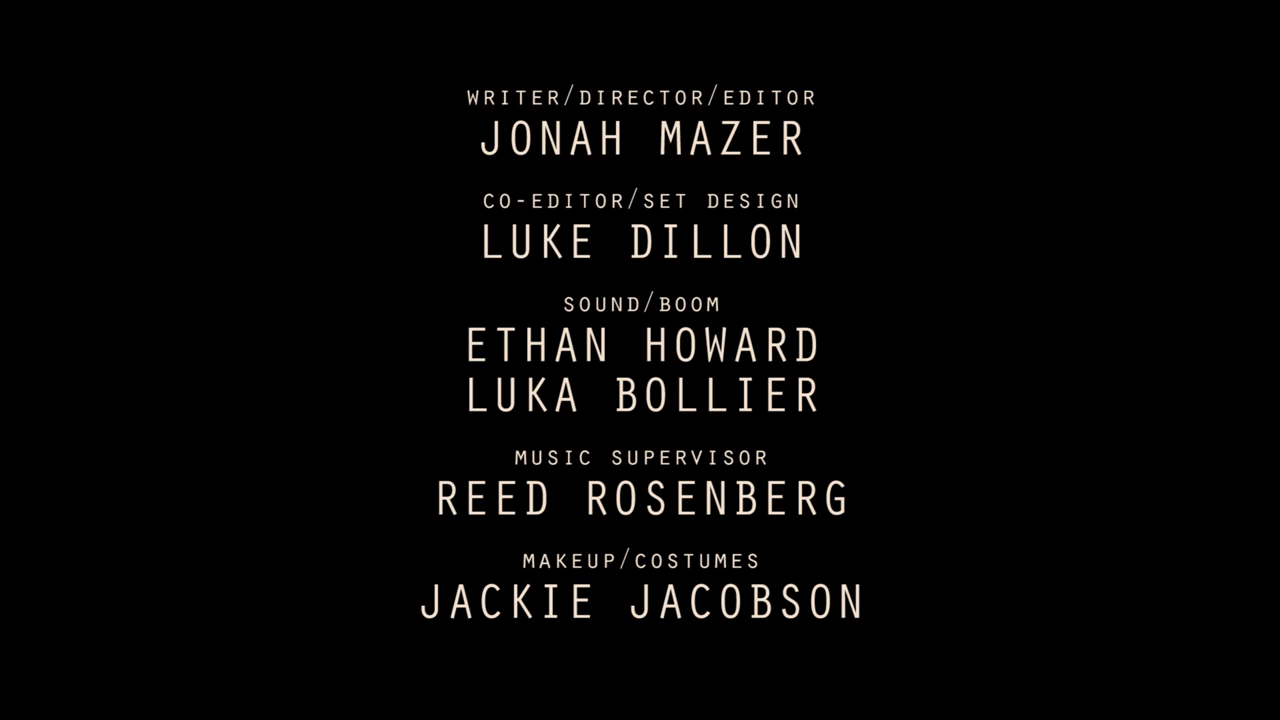 WRITER/DIRECTOR/EDITOR
JONAH MAZER
CO-EDITOR/SET DESIGN
LUKE DILLON
SOUND/BOOM
ETHAN HOWARD
LUKA BOLLIER
MUSIC SUPERVISOR
REED ROSENBERG
MAKEUP/COSTUMES
JACKIE JACOBSON